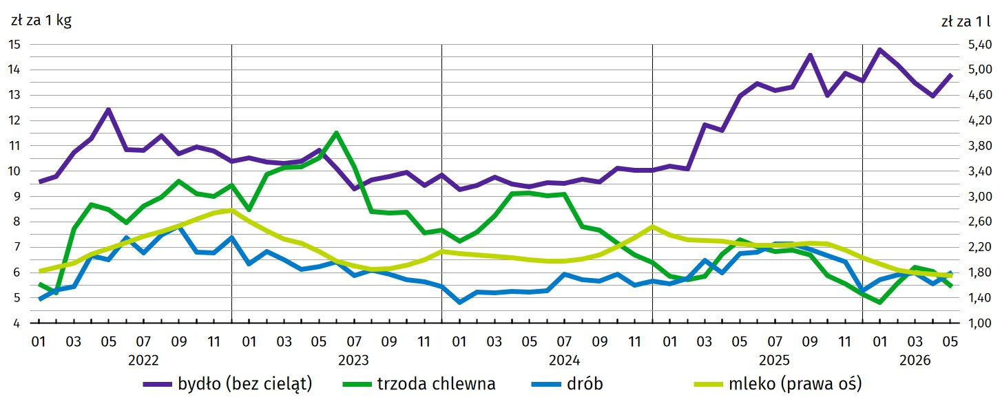 zł za 1 kg
zł za 1 l
15 5,40
14 5,00
13 4,60
12 4,20
11 3,80
10 3,40
9 3,00
8 2,60
7 2,20
6 1,80
5 1,40
4 1,00
01 03 05 07 09 11 01 03 05 07 09 11 01 03 05 07 09 11 01 03 05 07 09 11 01 03 05
2022 2023 2024 2025 2026
bydło (bez cieląt) trzoda chlewna drób mleko (prawa oś)